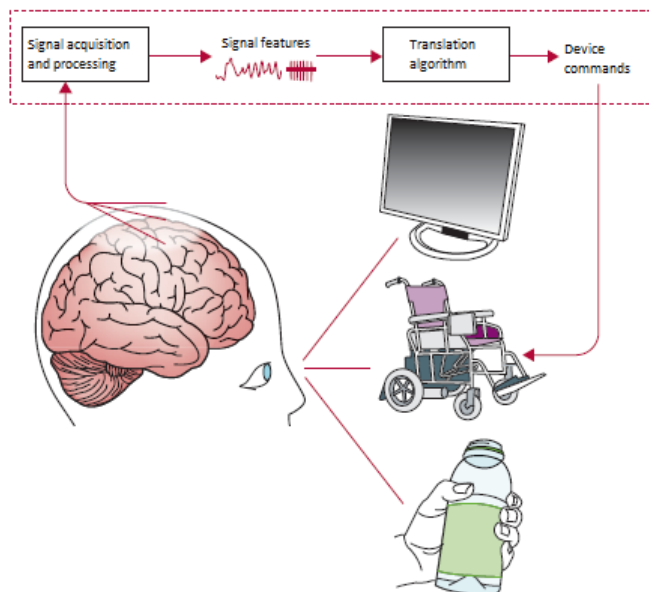 Signal acquisition
and processing
Signal features
Translation
algorithm
Device
commands